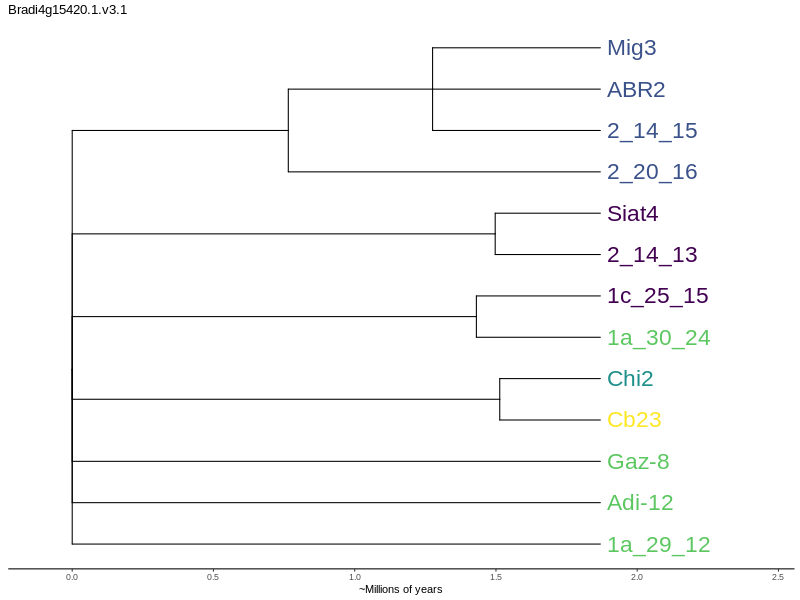 Bradi4g15420.1.v3.1
Mig3
ABR2
2_14_15
2_20_16
Siat4
2_14_13
1c_25_15
1a_30_24
Chi2
Cb23
Gaz-8
Adi-12
1a_29_12
0.0 0.5 1.0 1.5 2.0 2.5
~Millions of years